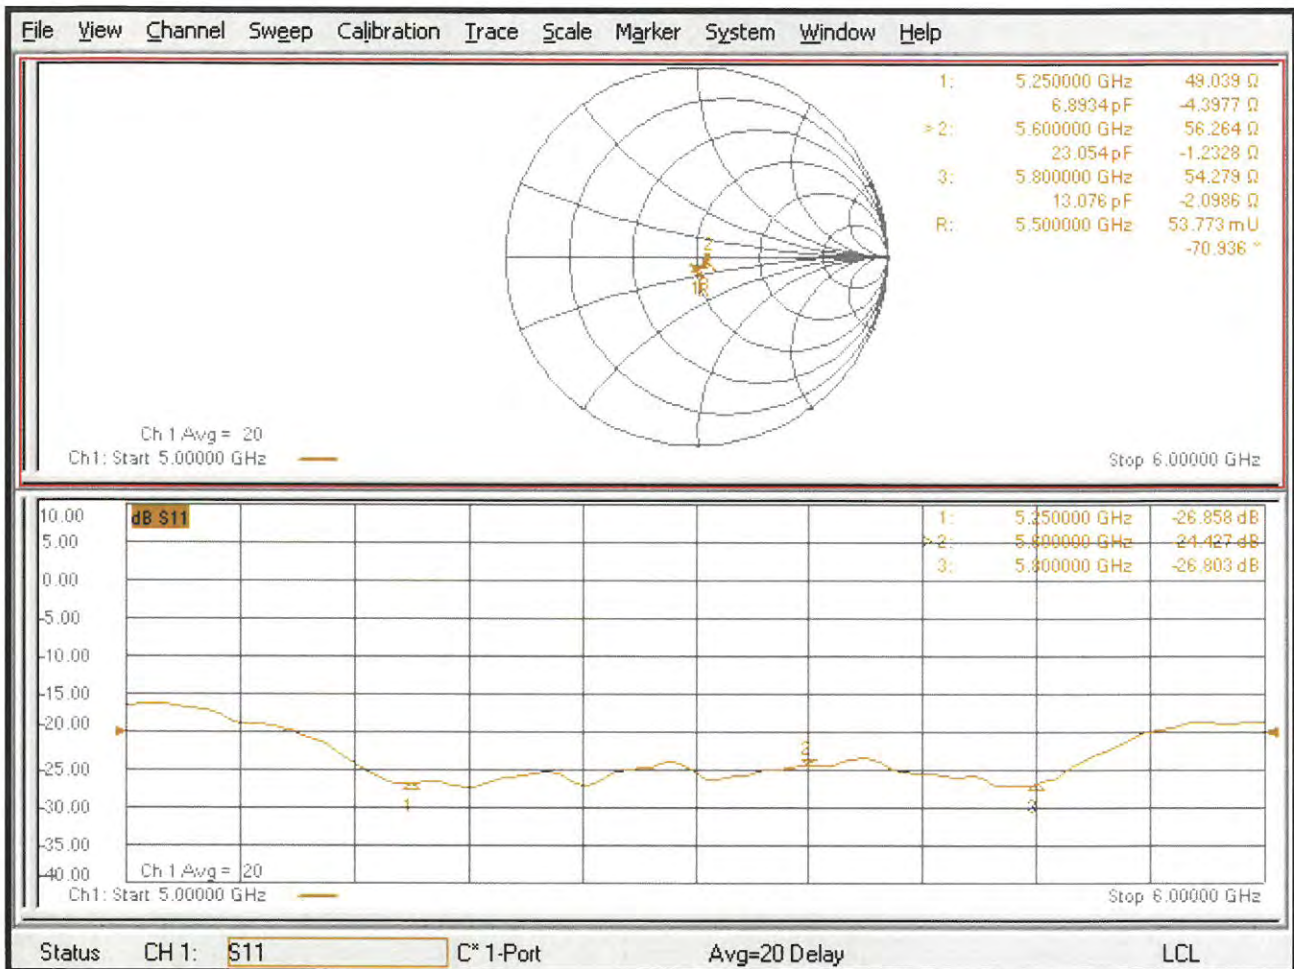 File View Channel Sweep Calibration Trace Scale Marker System Window Help
1: 5.250000 GHz 49.039 Ω
6.8934 pF -4.3977 Ω
> 2: 5.600000 GHz 56.264 Ω
23.054 pF -1.2328 Ω
3: 5.800000 GHz 54.279 Ω
13.076 pF -2.0986 Ω
R: 5.500000 GHz 53.773 mU
-70.936 °
2
1R
Ch 1 Avg = 20
Ch1: Start 5.00000 GHz
Stop 6.00000 GHz
10.00
dB S11
1: 5.250000 GHz -26.858 dB
5.00
> 2: 5.600000 GHz -24.427 dB
3: 5.800000 GHz -26.803 dB
0.00
-5.00
-10.00
-15.00
-20.00
2
-25.00
1
3
-30.00
-35.00
-40.00
Ch 1 Avg = 20
Ch1: Start 5.00000 GHz
Stop 6.00000 GHz
Status CH 1: S11 C* 1-Port Avg=20 Delay LCL